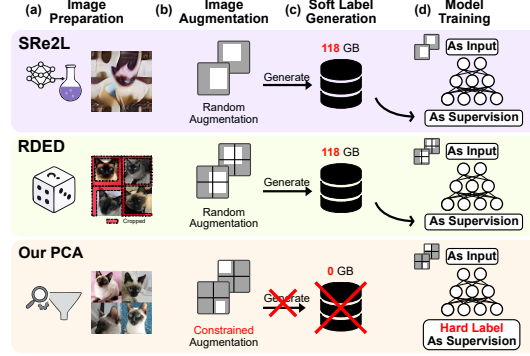 (a) Image Preparation
(b) Image Augmentation
(c) Soft Label Generation
(d) Model Training
SRe2L
Random
Augmentation
Generate
118 GB
As Input
As Supervision
RDED
Cropped
Random
Augmentation
Generate
118 GB
As Input
As Supervision
Our PCA
Constrained
Augmentation
Generate
0 GB
As Input
Hard Label
As Supervision